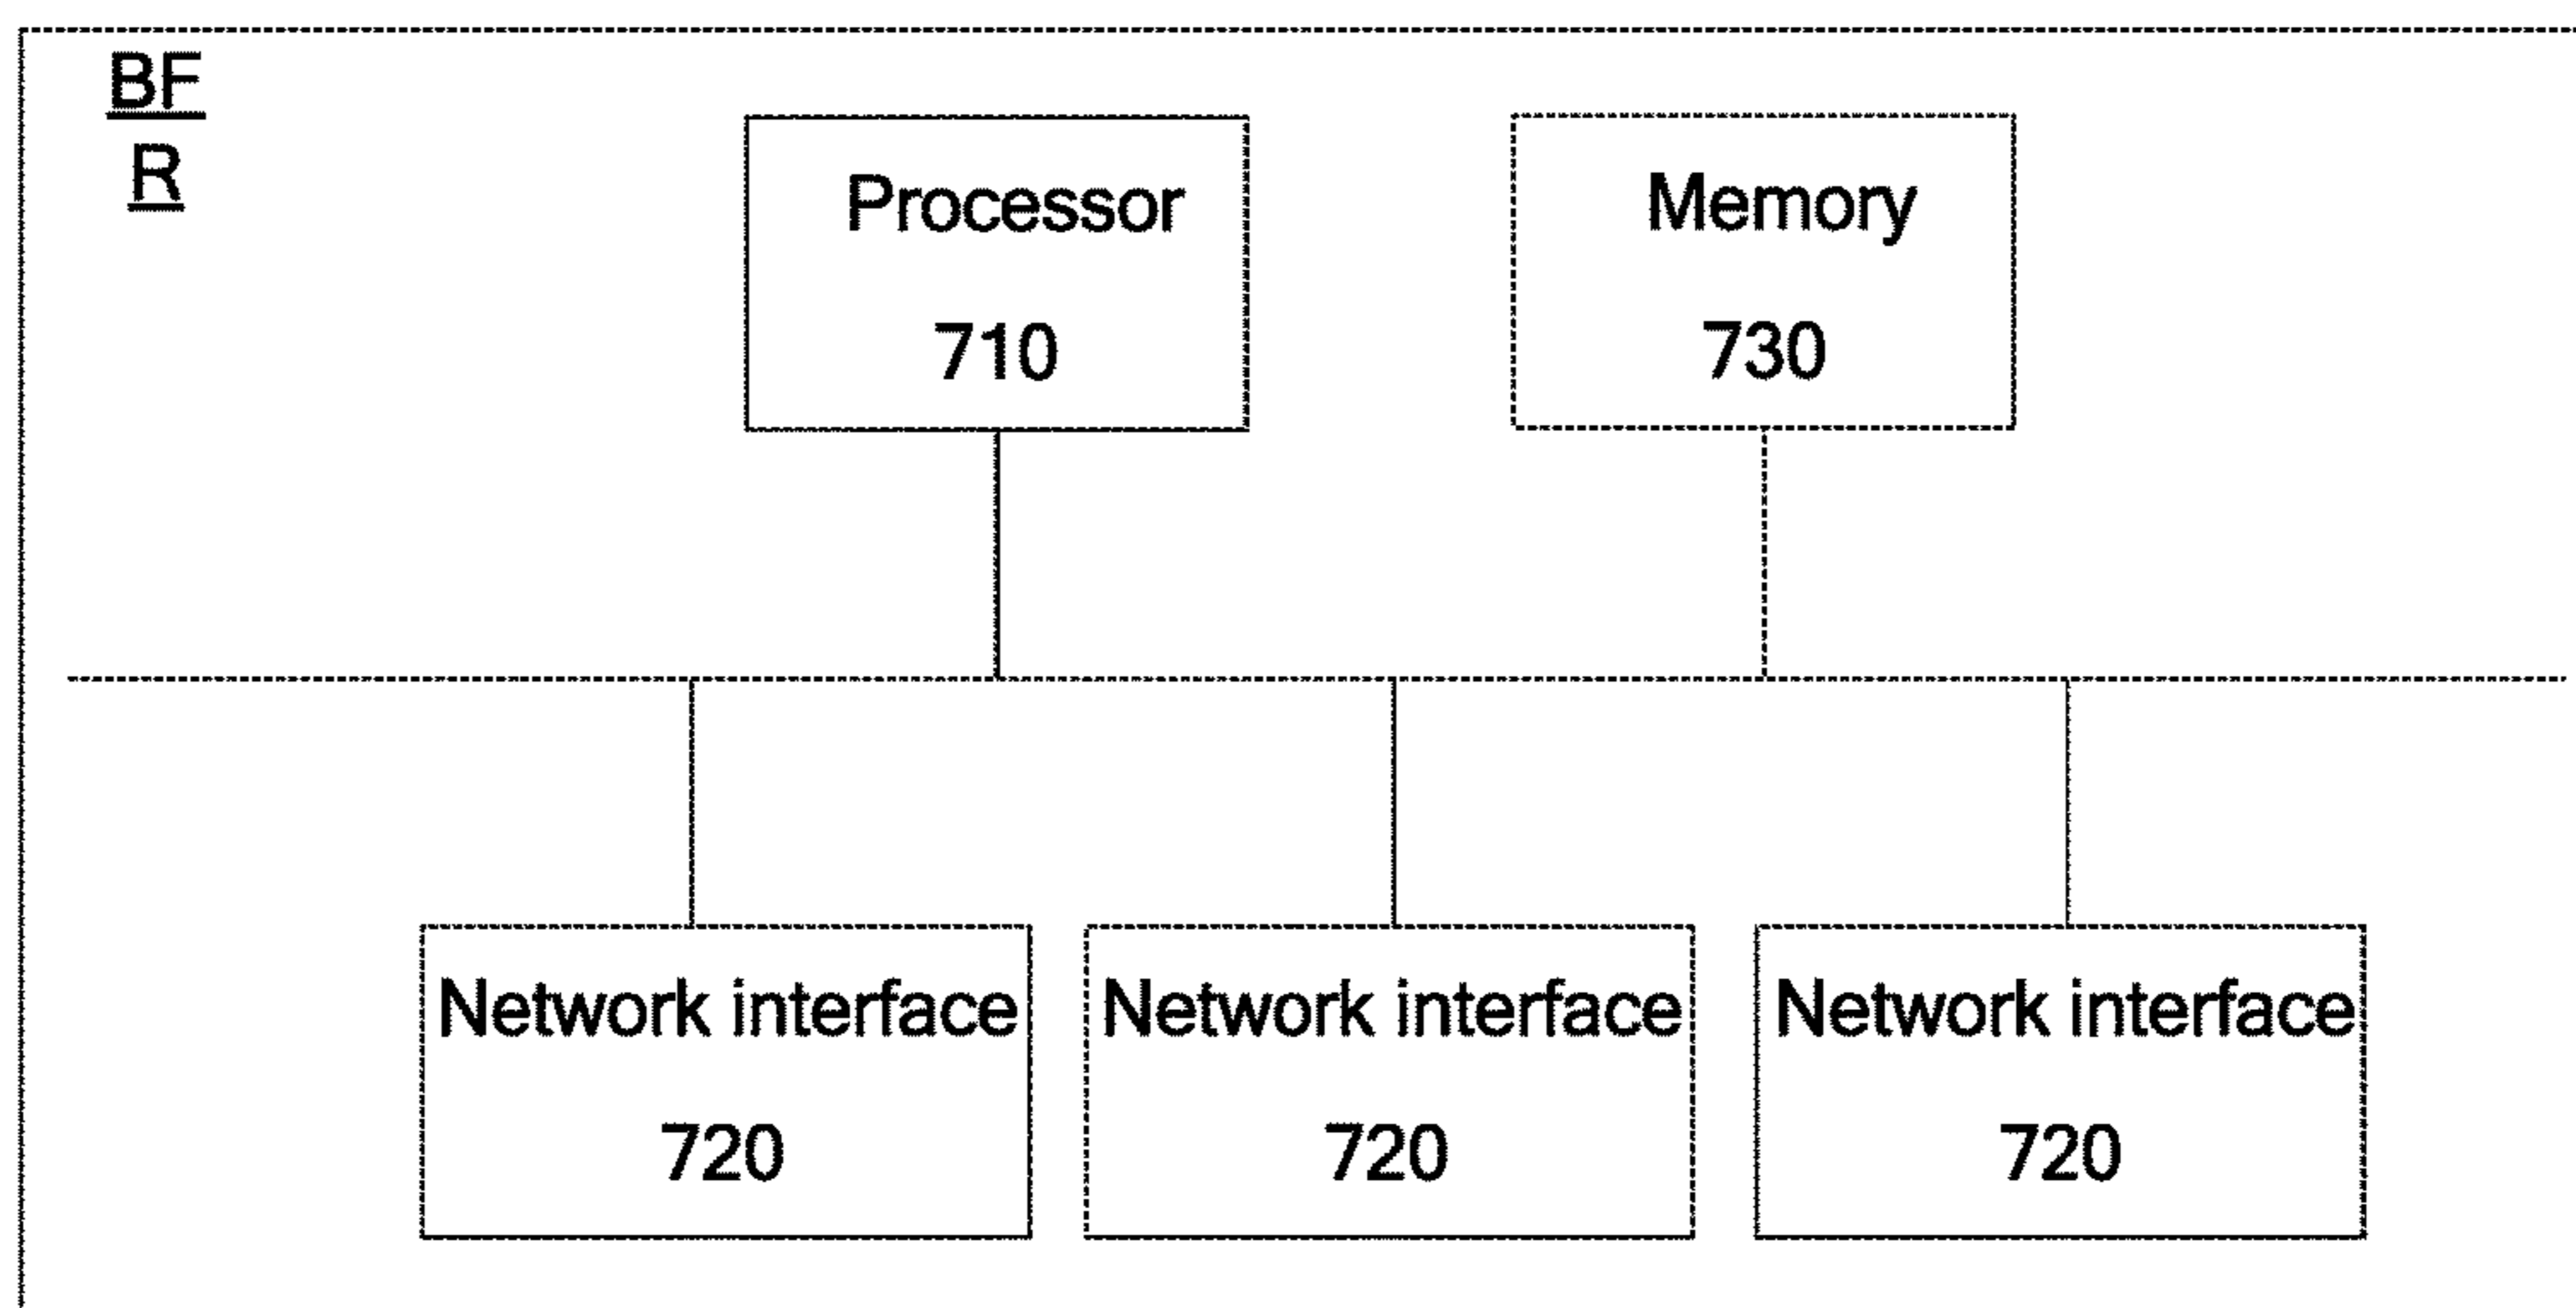 BF
R
Processor
710
Memory
730
Network interface
720
Network interface
720
Network interface
720